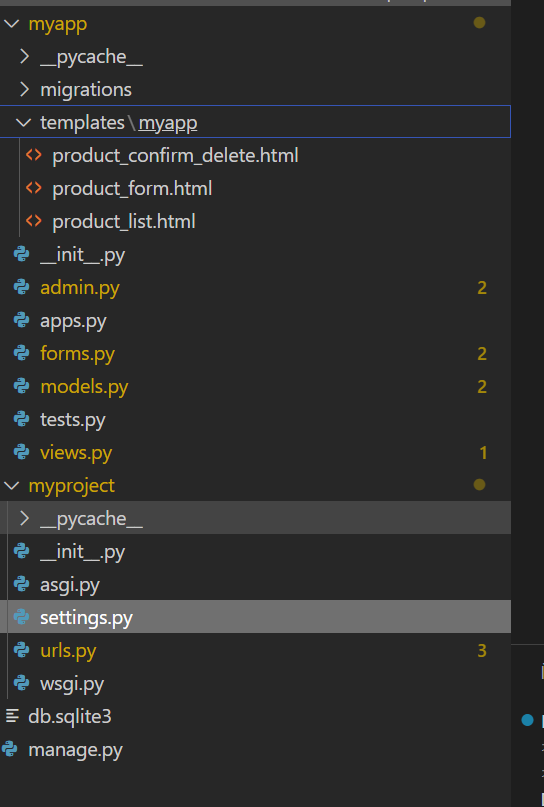 myapp
__pycache__
migrations
templates\myapp
product_confirm_delete.html
product_form.html
product_list.html
__init__.py
admin.py 2
apps.py
forms.py 2
models.py 2
tests.py
views.py 1
myproject
__pycache__
__init__.py
asgi.py
settings.py
urls.py 3
wsgi.py
db.sqlite3
manage.py